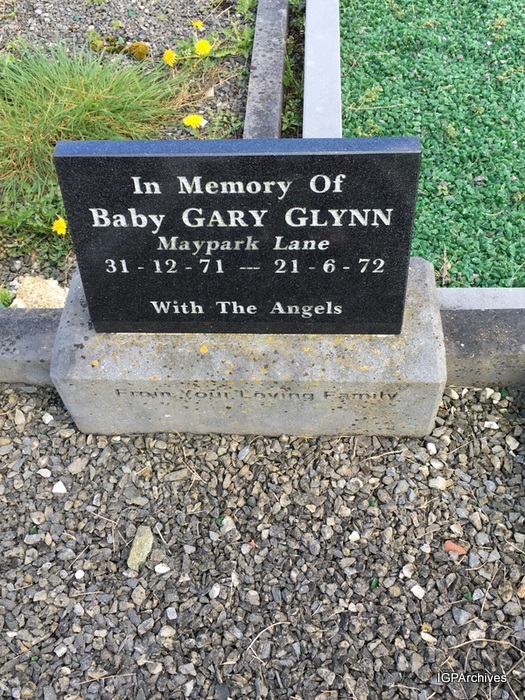 In Memory Of
Baby GARY GLYNN
Maypark Lane
31 - 12 - 71 --- 21 - 6 - 72
With The Angels
From Your Loving Family
IGPArchives